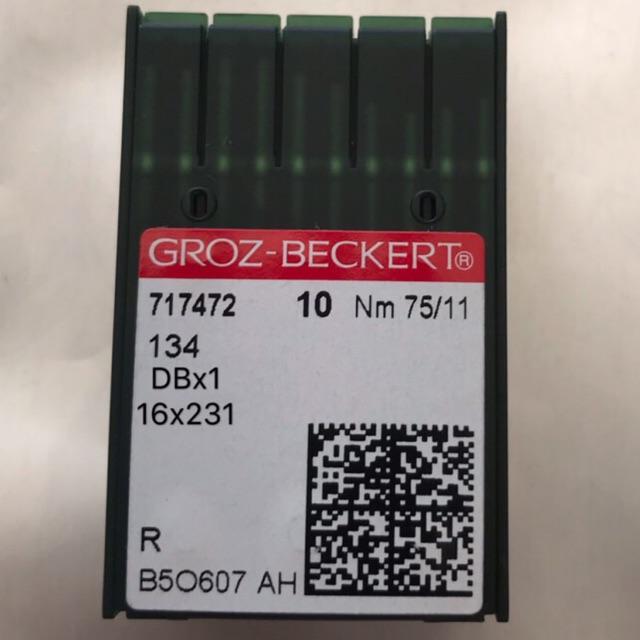 GROZ-BECKERT®
717472 10 Nm 75/11
134
DBx1
16x231
R
B5O607 AH